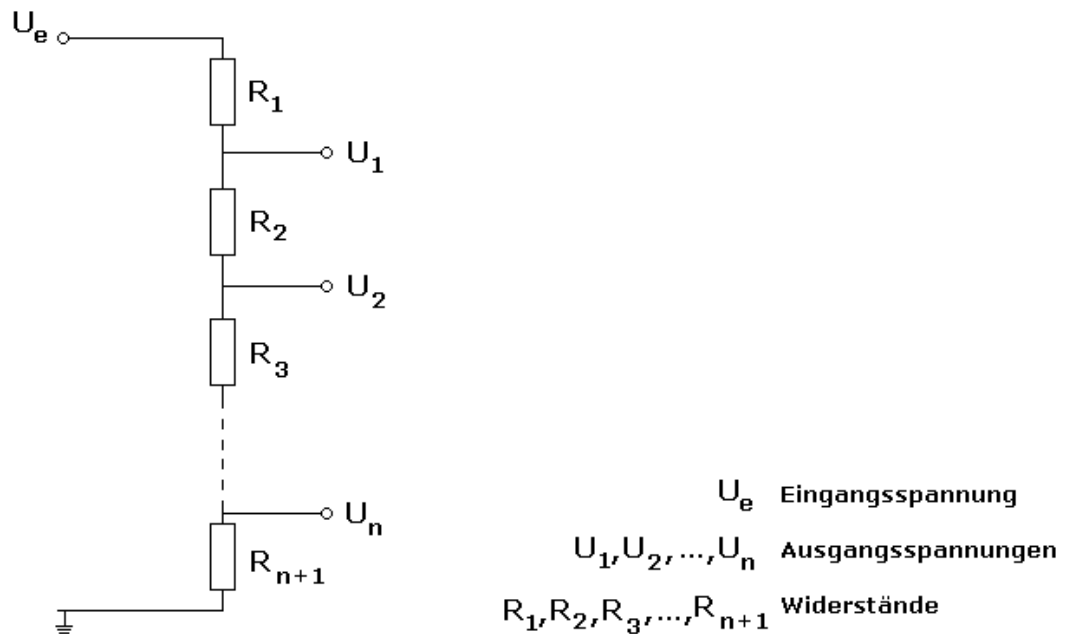 Uₑ
R₁
U₁
R₂
U₂
R₃
Uₙ
Rₙ₊₁
Uₑ Eingangsspannung
U₁,U₂,...,Uₙ Ausgangsspannungen
R₁,R₂,R₃,...,Rₙ₊₁ Widerstände